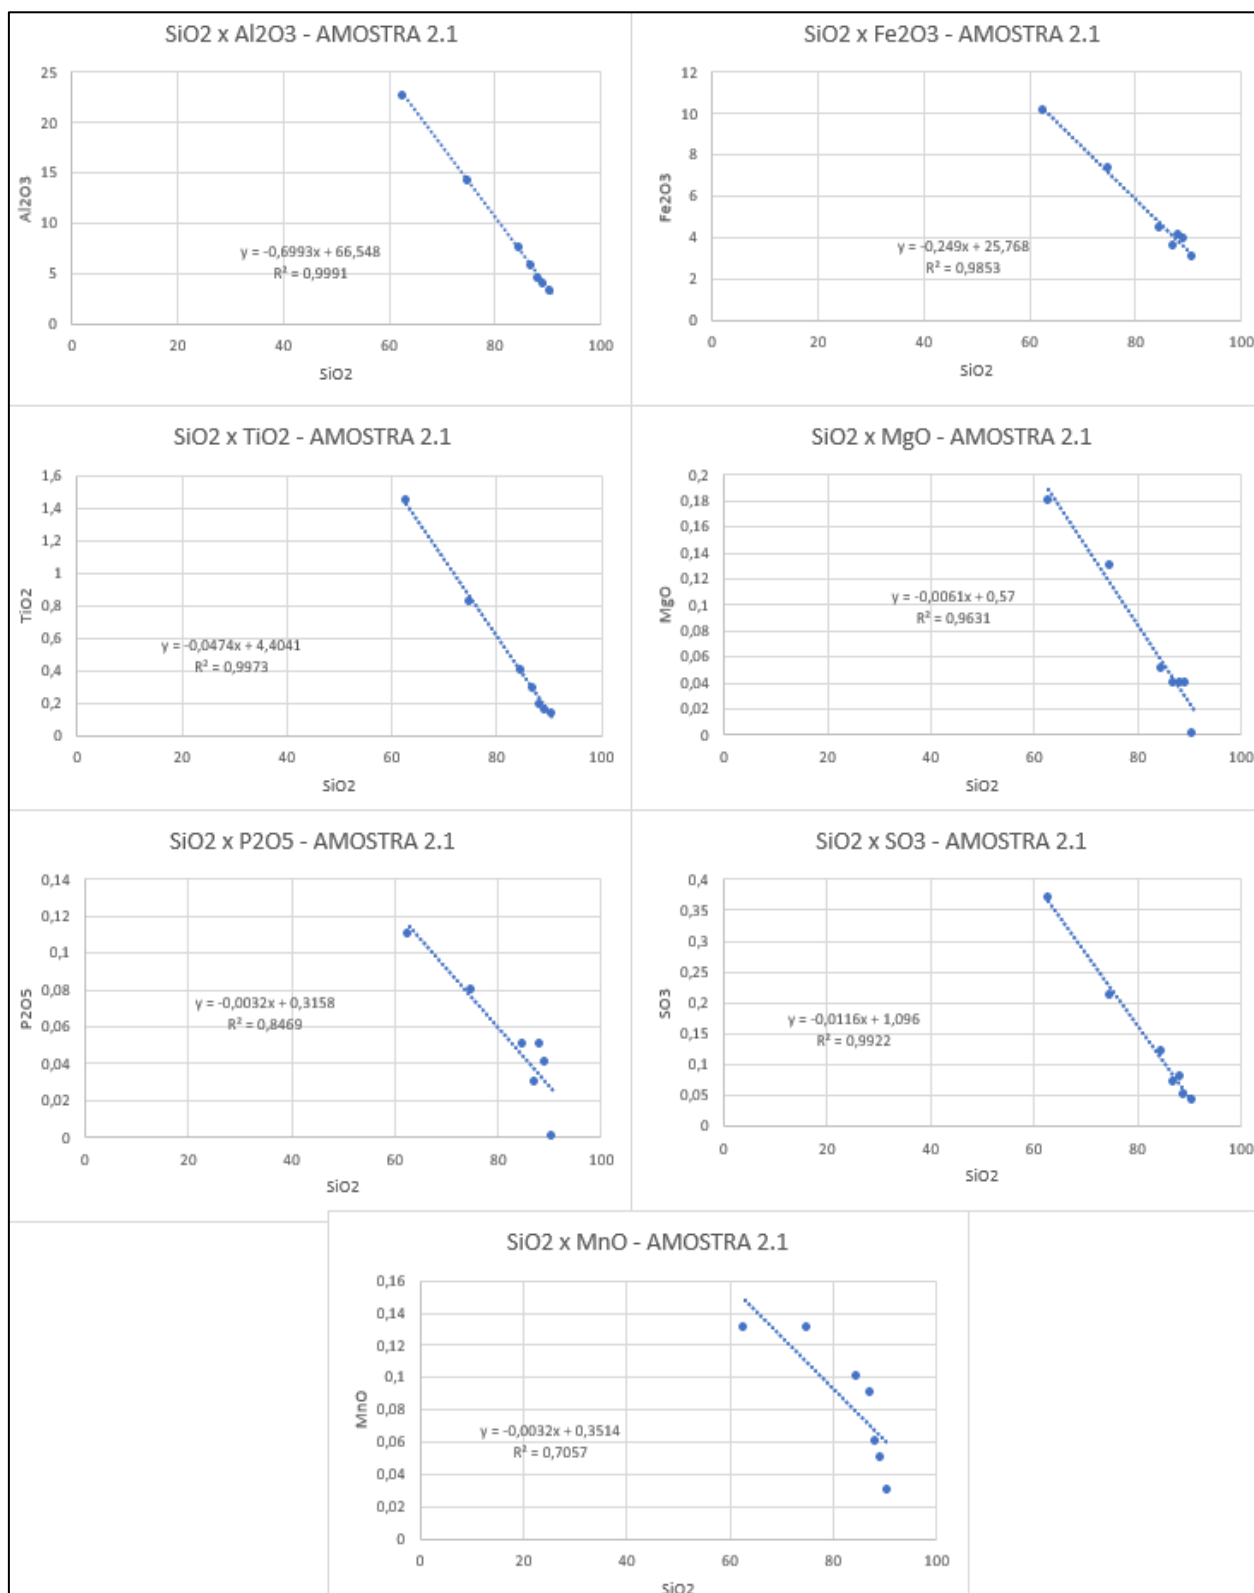 SiO2 x Al2O3 - AMOSTRA 2.1
25
20
15
10
5
0
Al2O3
y = -0,6993x + 66,548
R² = 0,9991
0 20 40 60 80 100
SiO2
SiO2 x Fe2O3 - AMOSTRA 2.1
12
10
8
6
4
2
0
Fe2O3
y = -0,249x + 25,768
R² = 0,9853
0 20 40 60 80 100
SiO2
SiO2 x TiO2 - AMOSTRA 2.1
1,6
1,4
1,2
1
0,8
0,6
0,4
0,2
0
TiO2
y = -0,0474x + 4,4041
R² = 0,9973
0 20 40 60 80 100
SiO2
SiO2 x MgO - AMOSTRA 2.1
0,2
0,18
0,16
0,14
0,12
0,1
0,08
0,06
0,04
0,02
0
MgO
y = -0,0061x + 0,57
R² = 0,9631
0 20 40 60 80 100
SiO2
SiO2 x P2O5 - AMOSTRA 2.1
0,14
0,12
0,1
0,08
0,06
0,04
0,02
0
P2O5
y = -0,0032x + 0,3158
R² = 0,8469
0 20 40 60 80 100
SiO2
SiO2 x SO3 - AMOSTRA 2.1
0,4
0,35
0,3
0,25
0,2
0,15
0,1
0,05
0
SO3
y = -0,0116x + 1,096
R² = 0,9922
0 20 40 60 80 100
SiO2
SiO2 x MnO - AMOSTRA 2.1
0,16
0,14
0,12
0,1
0,08
0,06
0,04
0,02
0
MnO
y = -0,0032x + 0,3514
R² = 0,7057
0 20 40 60 80 100
SiO2